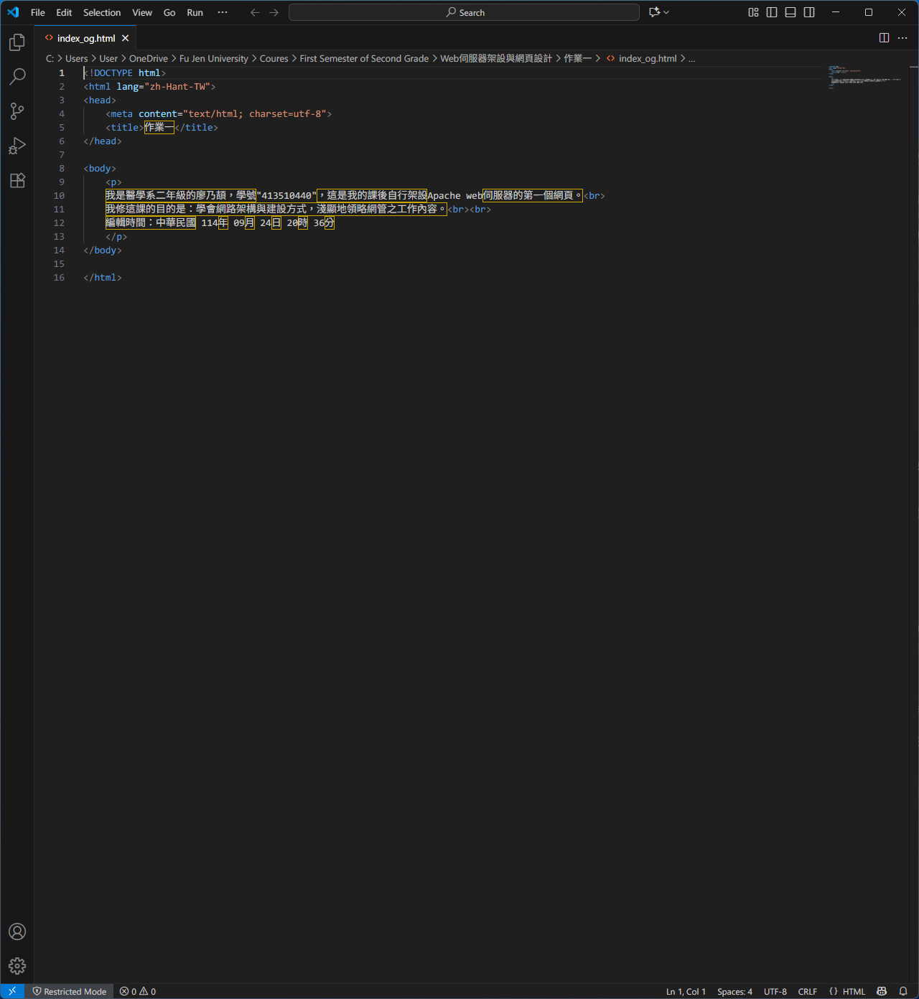 File Edit Selection View Go Run ··· Search
index_og.html
C: > Users > User > OneDrive > Fu Jen University > Coures > First Semester of Second Grade > Web伺服器架設與網頁設計 > 作業一 > <> index_og.html > ...
1 <!DOCTYPE html>
2 <html lang="zh-Hant-TW">
3 <head>
4 <meta content="text/html; charset=utf-8">
5 <title>作業一</title>
6 </head>
7
8 <body>
9 <p>
10 我是醫學系二年級的廖乃頡，學號"413510440"，這是我的課後自行架設Apache web伺服器的第一個網頁。<br>
11 我修這課的目的是：學會網路架構與建設方式，淺顯地領略網管之工作內容。<br><br>
12 編輯時間：中華民國 114年 09月 24日 20時 36分
13 </p>
14 </body>
15
16 </html>
Restricted Mode 0 0 Ln 1, Col 1 Spaces: 4 UTF-8 CRLF {} HTML